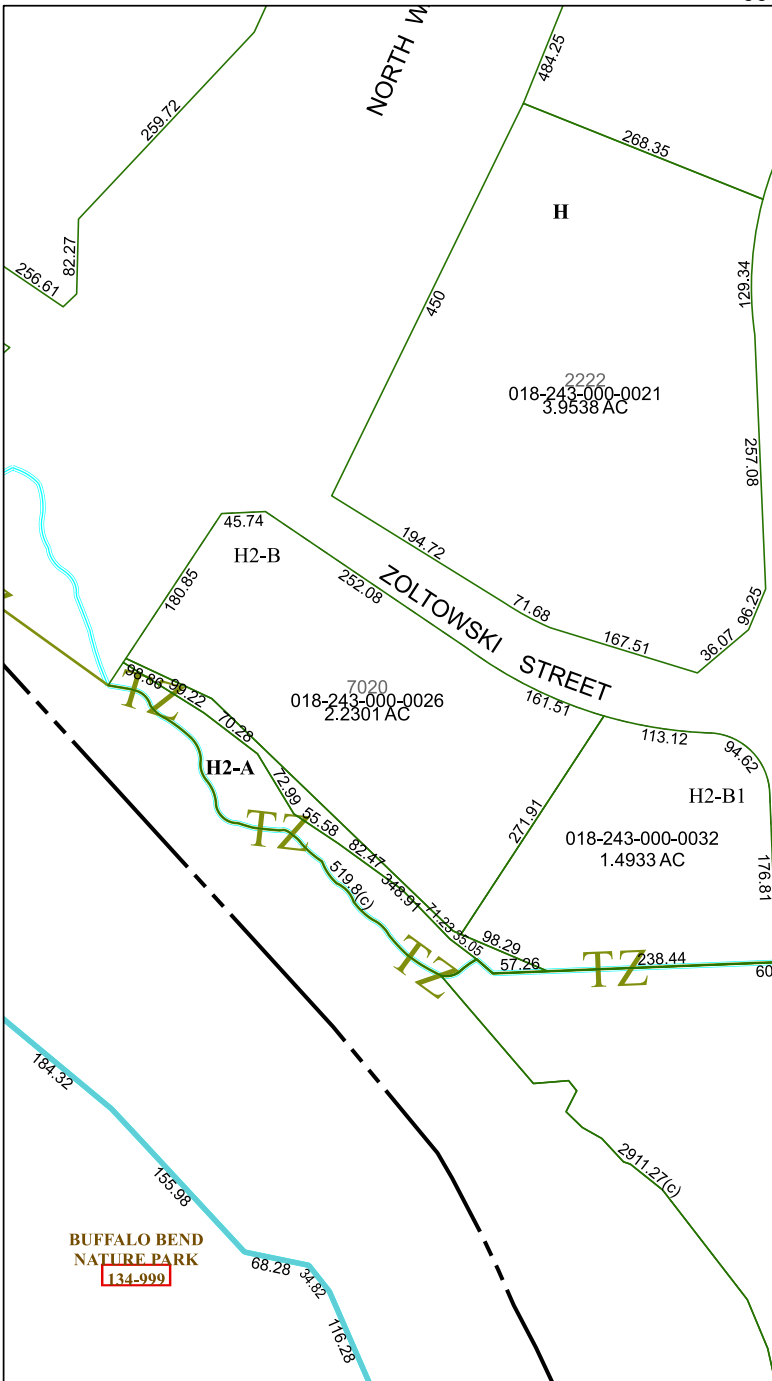 484.25
NORTH W
259.72
268.35
H
82.27
256.61
129.34
450
2222
018-243-000-0021
3.9538 AC
257.08
45.74
194.72
H2-B
252.08
ZOLTOWSKI STREET
180.85
71.68
96.25
167.51
36.07
98.86
99.22
7020
018-243-000-0026
2.2301 AC
161.51
TZ
70.28
113.12
94.62
H2-A
72.99
H2-B1
271.91
55.58
TZ
82.47
018-243-000-0032
1.4933 AC
519.8(c)
348.91
176.81
71.23
35.05
98.29
TZ
57.26
TZ
238.44
60
184.32
2911.27(c)
155.98
BUFFALO BEND
NATURE PARK
134-999
68.28
34.82
116.28